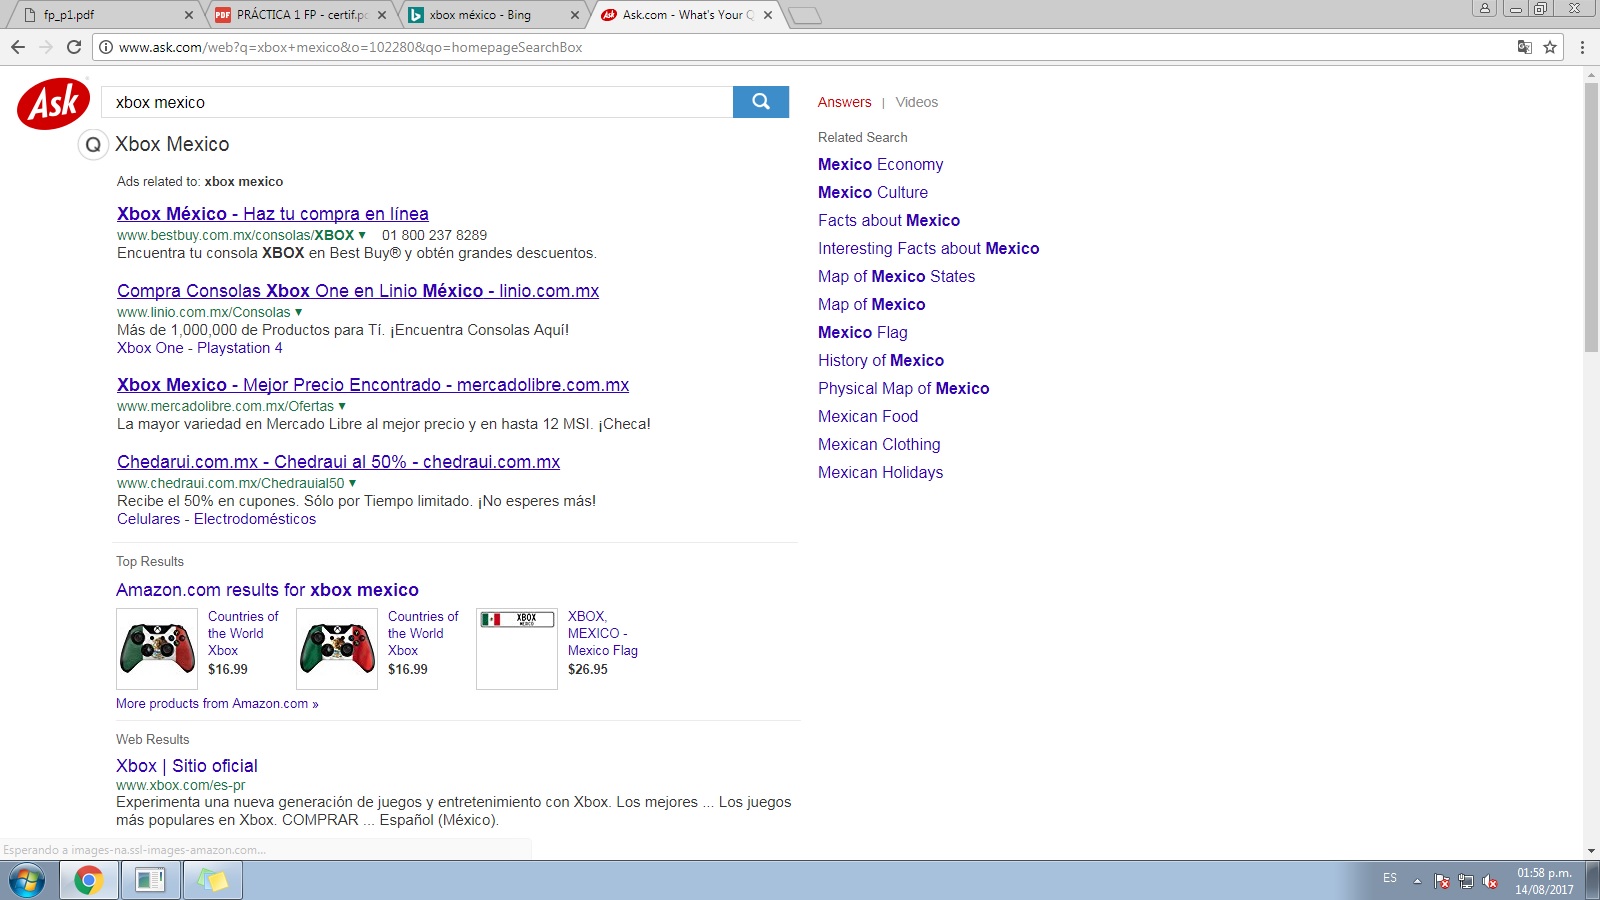 fp_p1.pdf
PRÁCTICA 1 FP - certif.pd
xbox méxico - Bing
Ask.com - What's Your Q
www.ask.com/web?q=xbox+mexico&o=102280&qo=homepageSearchBox
Ask
xbox mexico
Q Xbox Mexico
Ads related to: xbox mexico
Xbox México - Haz tu compra en línea
www.bestbuy.com.mx/consolas/XBOX ▼ 01 800 237 8289
Encuentra tu consola XBOX en Best Buy® y obtén grandes descuentos.
Compra Consolas Xbox One en Linio México - linio.com.mx
www.linio.com.mx/Consolas ▼
Más de 1,000,000 de Productos para Tí. ¡Encuentra Consolas Aquí!
Xbox One - Playstation 4
Xbox Mexico - Mejor Precio Encontrado - mercadolibre.com.mx
www.mercadolibre.com.mx/Ofertas ▼
La mayor variedad en Mercado Libre al mejor precio y en hasta 12 MSI. ¡Checa!
Chedarui.com.mx - Chedraui al 50% - chedraui.com.mx
www.chedraui.com.mx/Chedrauial50 ▼
Recibe el 50% en cupones. Sólo por Tiempo limitado. ¡No esperes más!
Celulares - Electrodomésticos
Top Results
Amazon.com results for xbox mexico
Countries of
the World
Xbox
$16.99
Countries of
the World
Xbox
$16.99
XBOX
MEXICO
XBOX,
MEXICO -
Mexico Flag
$26.95
More products from Amazon.com »
Web Results
Xbox | Sitio oficial
www.xbox.com/es-pr
Experimenta una nueva generación de juegos y entretenimiento con Xbox. Los mejores ... Los juegos
más populares en Xbox. COMPRAR ... Español (México).
Answers | Videos
Related Search
Mexico Economy
Mexico Culture
Facts about Mexico
Interesting Facts about Mexico
Map of Mexico States
Map of Mexico
Mexico Flag
History of Mexico
Physical Map of Mexico
Mexican Food
Mexican Clothing
Mexican Holidays
Esperando a images-na.ssl-images-amazon.com...
ES
01:58 p.m.
14/08/2017